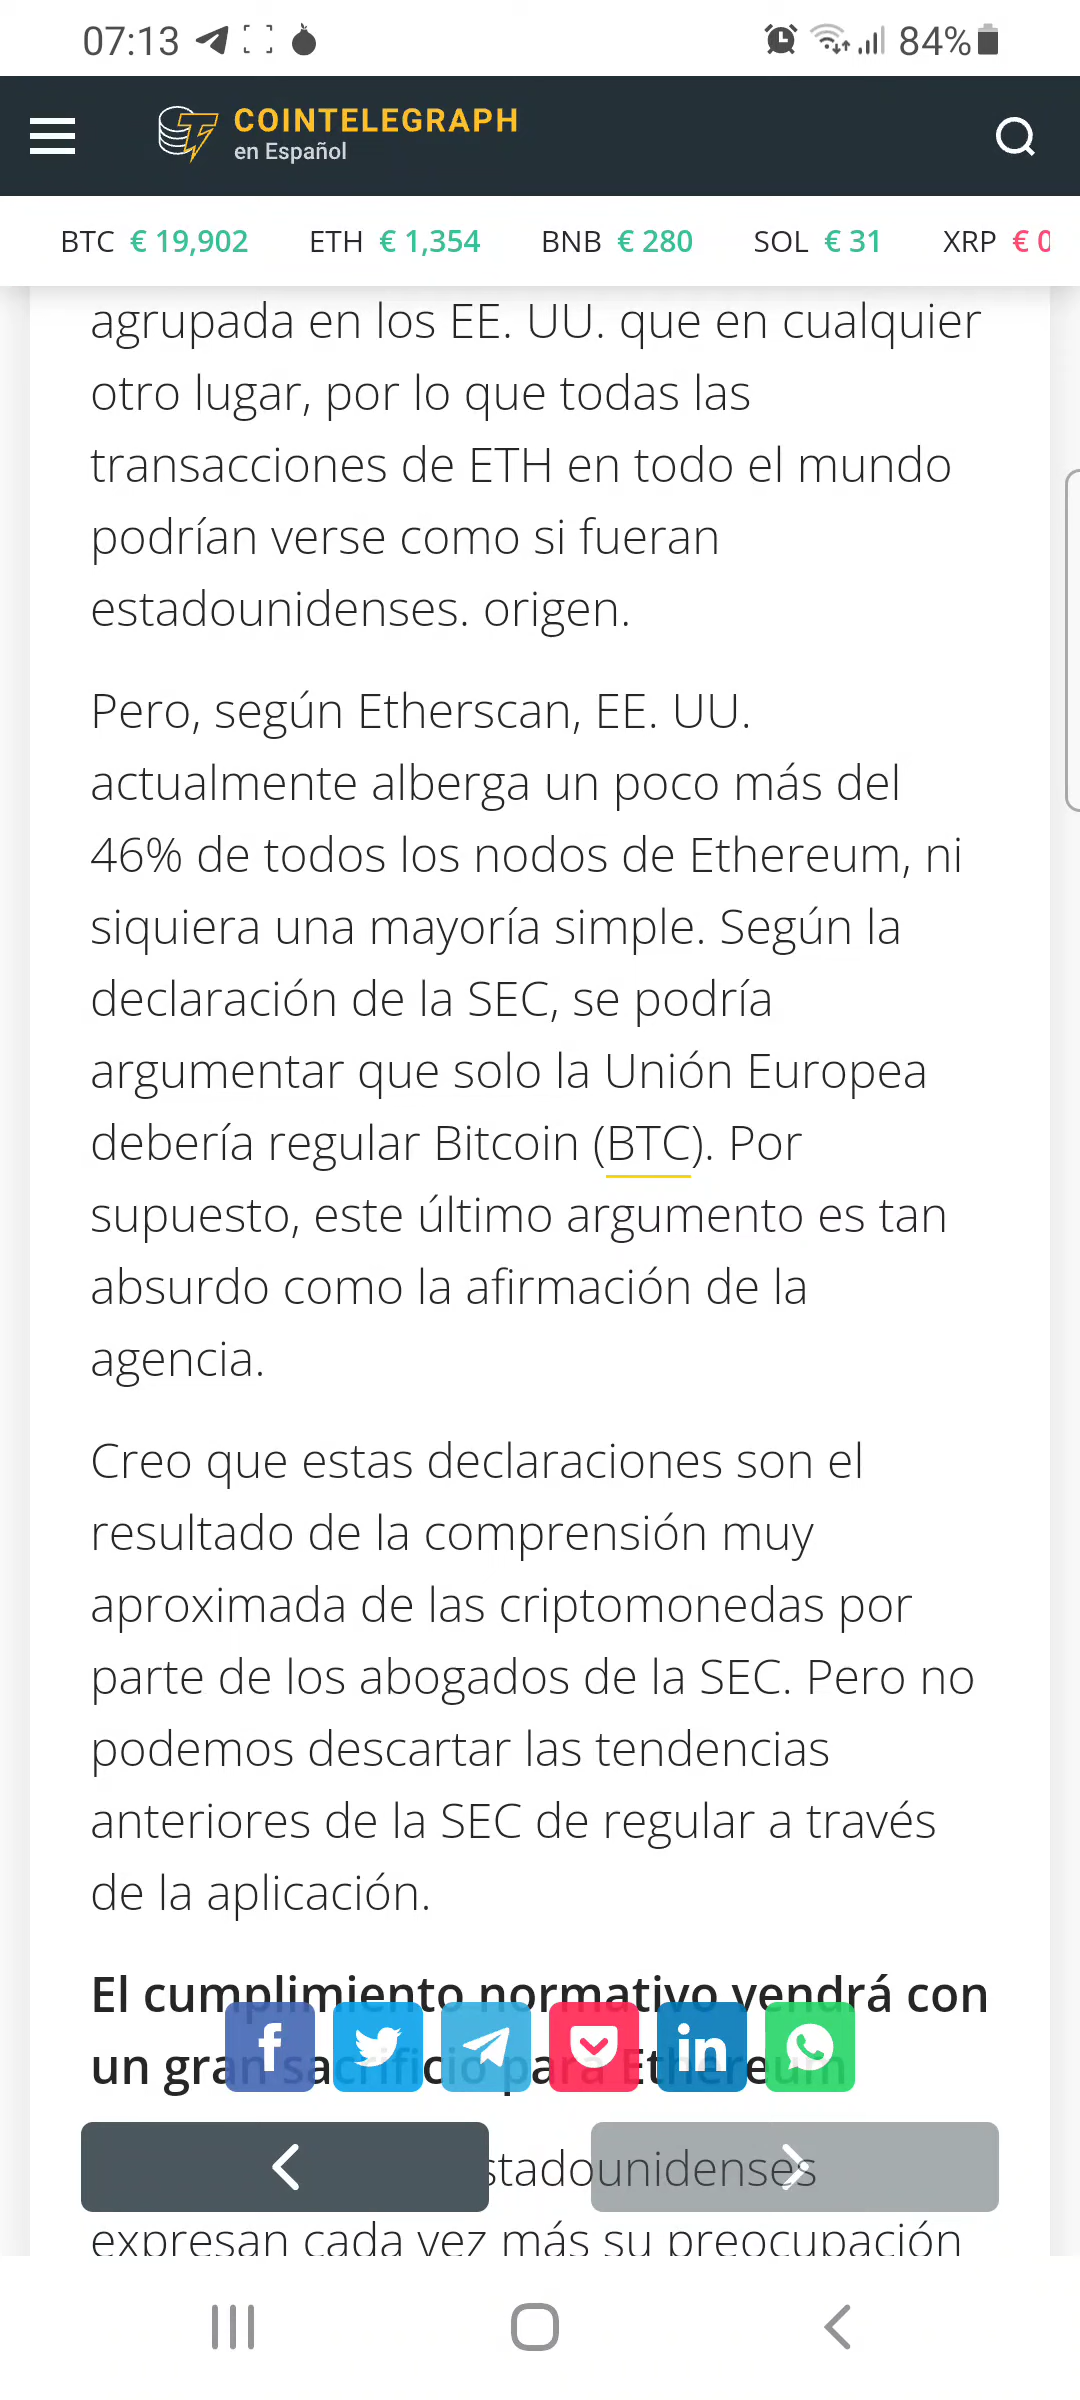 07:13
84%
COINTELEGRAPH
en Español
BTC € 19,902 ETH € 1,354 BNB € 280 SOL € 31 XRP € 0
agrupada en los EE. UU. que en cualquier
otro lugar, por lo que todas las
transacciones de ETH en todo el mundo
podrían verse como si fueran
estadounidenses. origen.
Pero, según Etherscan, EE. UU.
actualmente alberga un poco más del
46% de todos los nodos de Ethereum, ni
siquiera una mayoría simple. Según la
declaración de la SEC, se podría
argumentar que solo la Unión Europea
debería regular Bitcoin (BTC). Por
supuesto, este último argumento es tan
absurdo como la afirmación de la
agencia.
Creo que estas declaraciones son el
resultado de la comprensión muy
aproximada de las criptomonedas por
parte de los abogados de la SEC. Pero no
podemos descartar las tendencias
anteriores de la SEC de regular a través
de la aplicación.
El cumplimiento normativo vendrá con
un gran sacrificio para Ethereum
stadounidenses
expresan cada vez más su preocupación